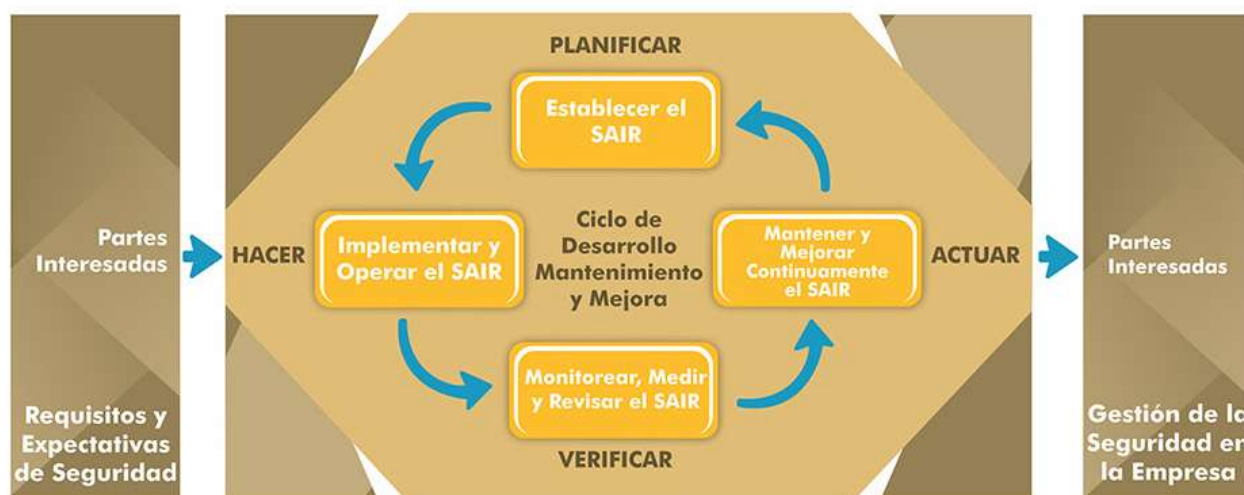 PLANIFICAR
Establecer el
SAIR
Partes
Interesadas
HACER
Implementar y
Operar el SAIR
Ciclo de
Desarrollo
Mantenimiento
y Mejora
Mantener y
Mejorar
Continuamente
el SAIR
ACTUAR
Partes
Interesadas
Monitorear, Medir
y Revisar el SAIR
VERIFICAR
Requisitos y
Expectativas
de Seguridad
Gestión de la
Seguridad en
la Empresa